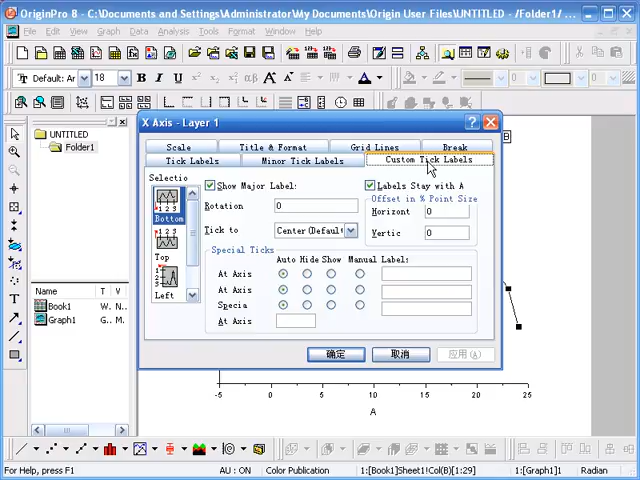 OriginPro 8 - C:\Documents and Settings\Administrator\My Documents\Origin User Files\UNTITLED - /Folder1/ ...
File Edit View Graph Data Analysis Tools Format Window Help
Default: Ar 18 B I U
X Axis - Layer 1
UNTITLED
Folder1
Scale Title & Format Grid Lines Break
Tick Labels Minor Tick Labels Custom Tick Labels
Selectio
Bottom
Top
Left
Show Major Label:
Rotation 0
Tick to Center (Defaul
Labels Stay with A
Offset in % Point Size
Horizont 0
Vertic 0
Special Ticks
Auto Hide Show Manual Label:
At Axis
At Axis
Specia
At Axis
确定 取消 应用(A)
B
Name T V
Book1 W. N
Graph1 G. M
-5 0 5 10 15 20 25
A
For Help, press F1 AU : ON Color Publication 1:[Book1]Sheet1!Col(B)[1:29] 1:[Graph1]1 Radian